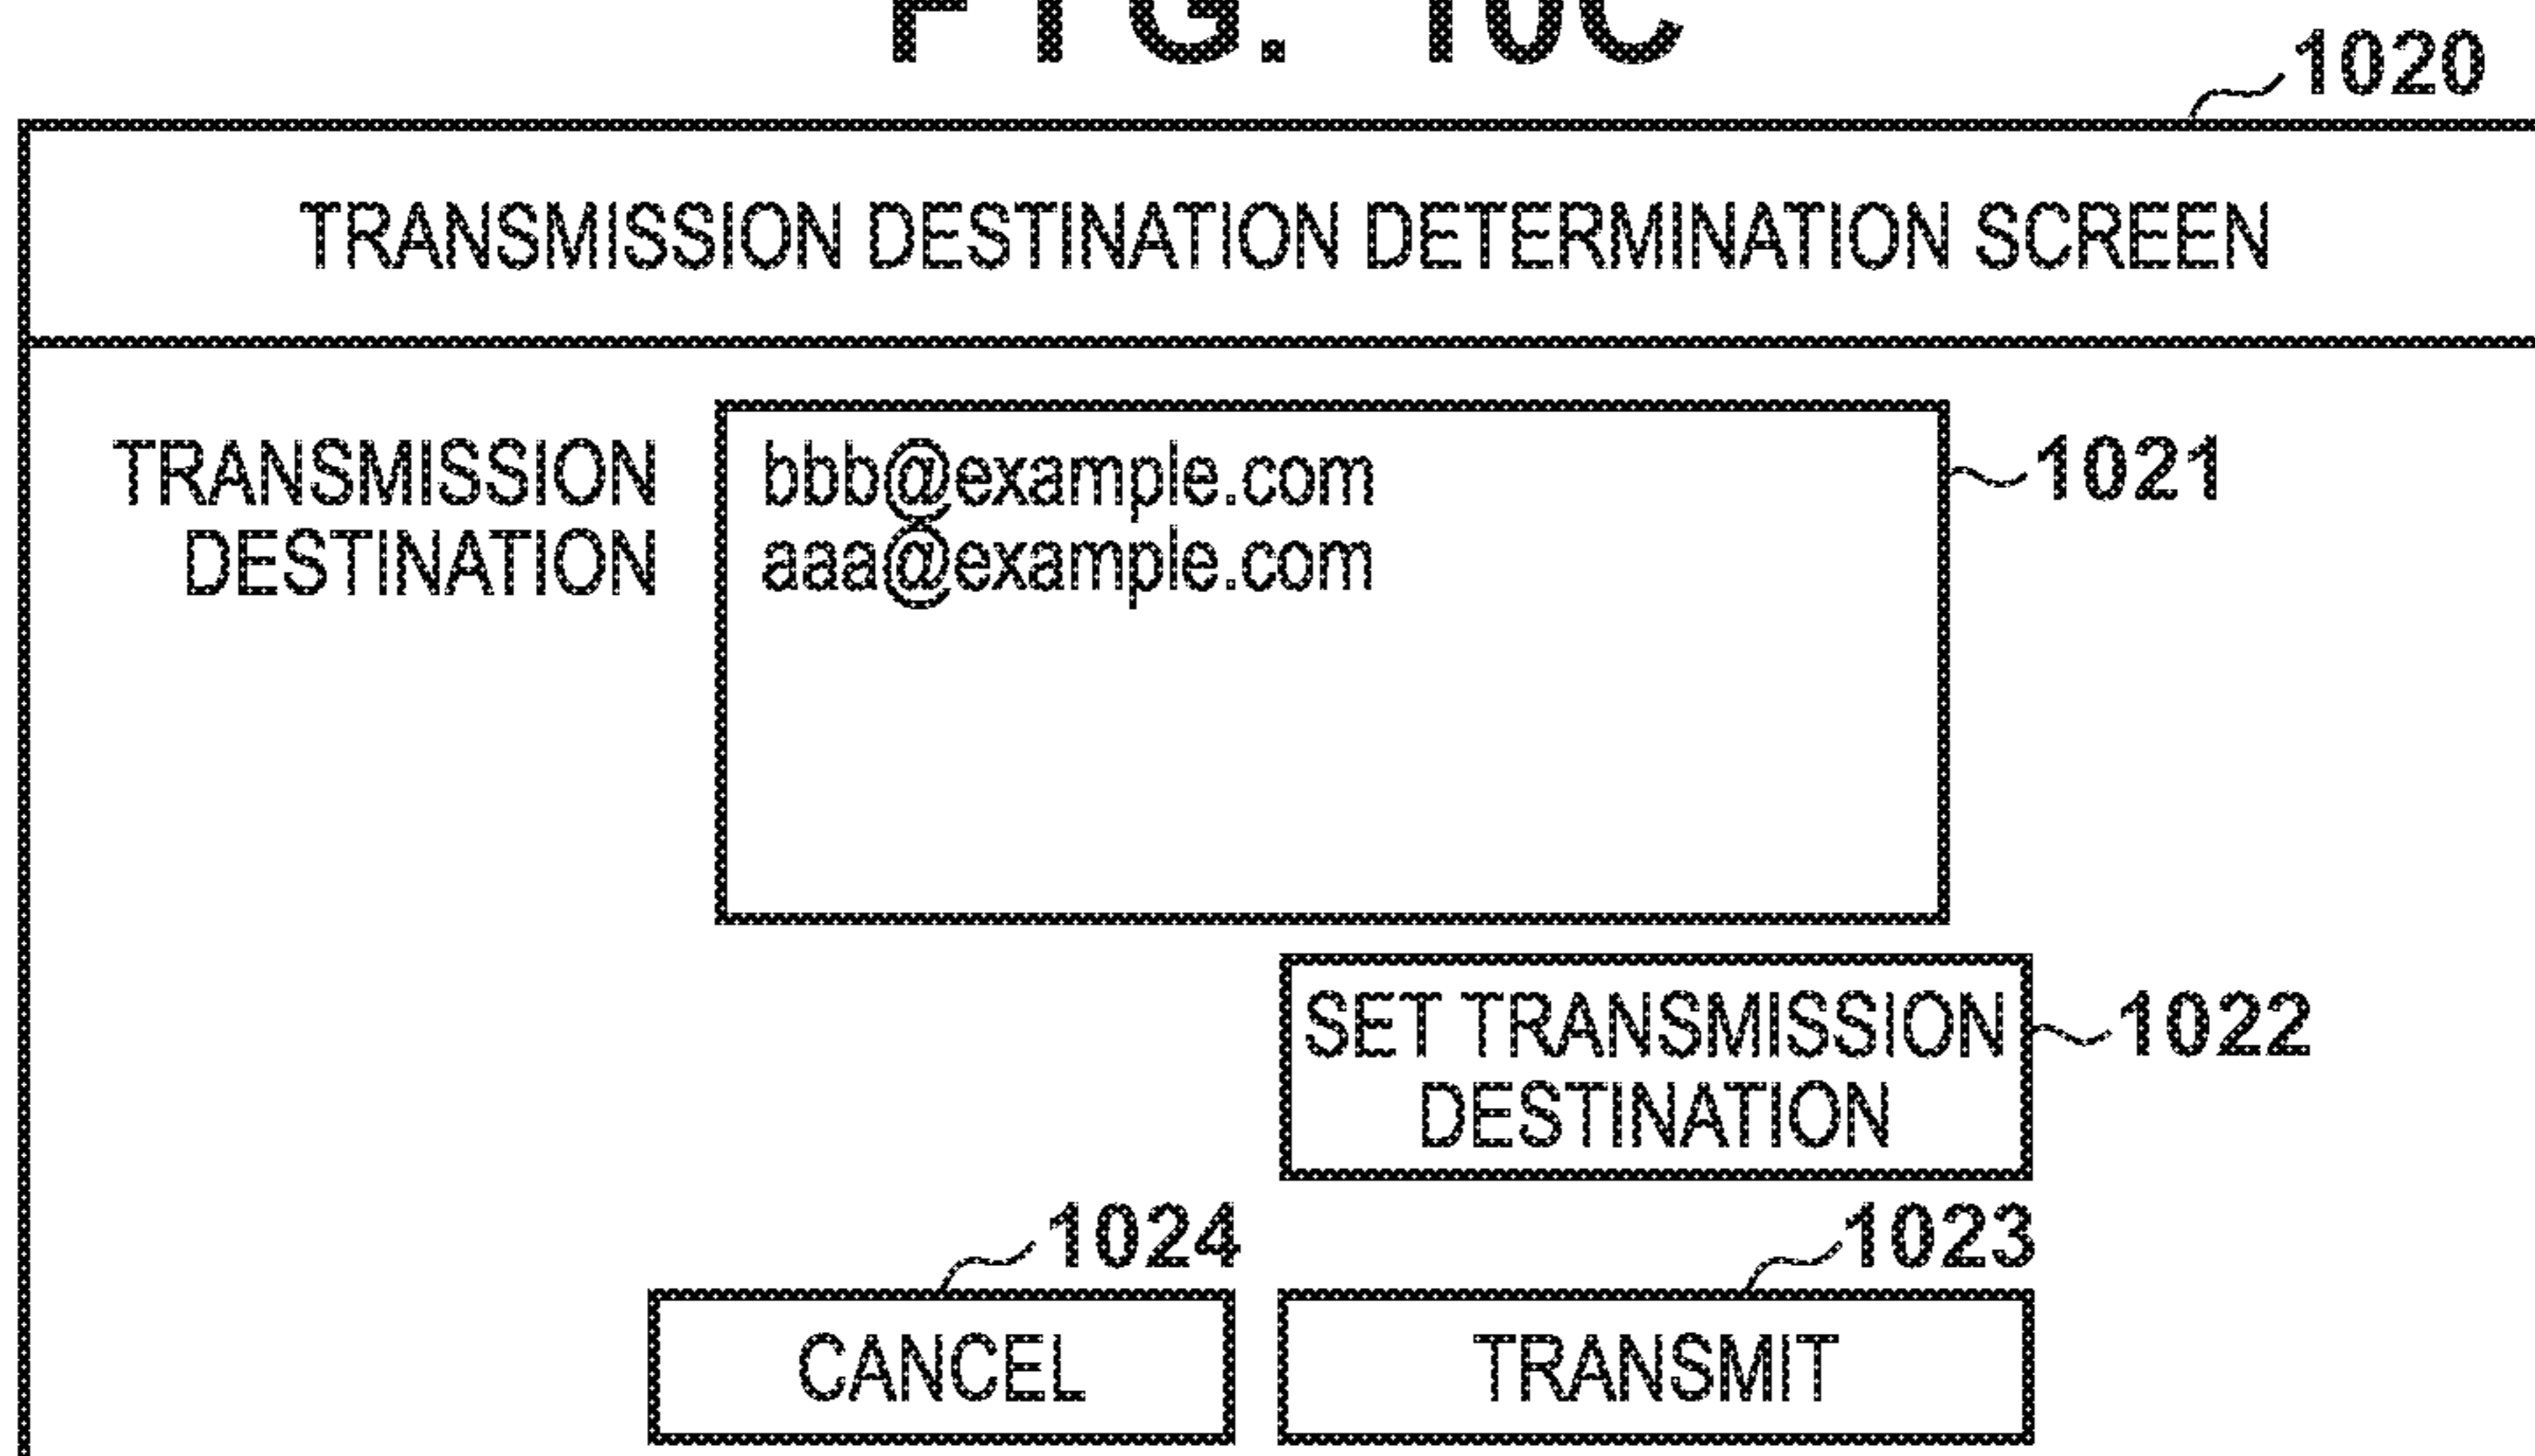 FIG. 10C
1020
TRANSMISSION DESTINATION DETERMINATION SCREEN
TRANSMISSION
DESTINATION
bbb@example.com
aaa@example.com
1021
SET TRANSMISSION
DESTINATION
1022
1024
1023
CANCEL
TRANSMIT